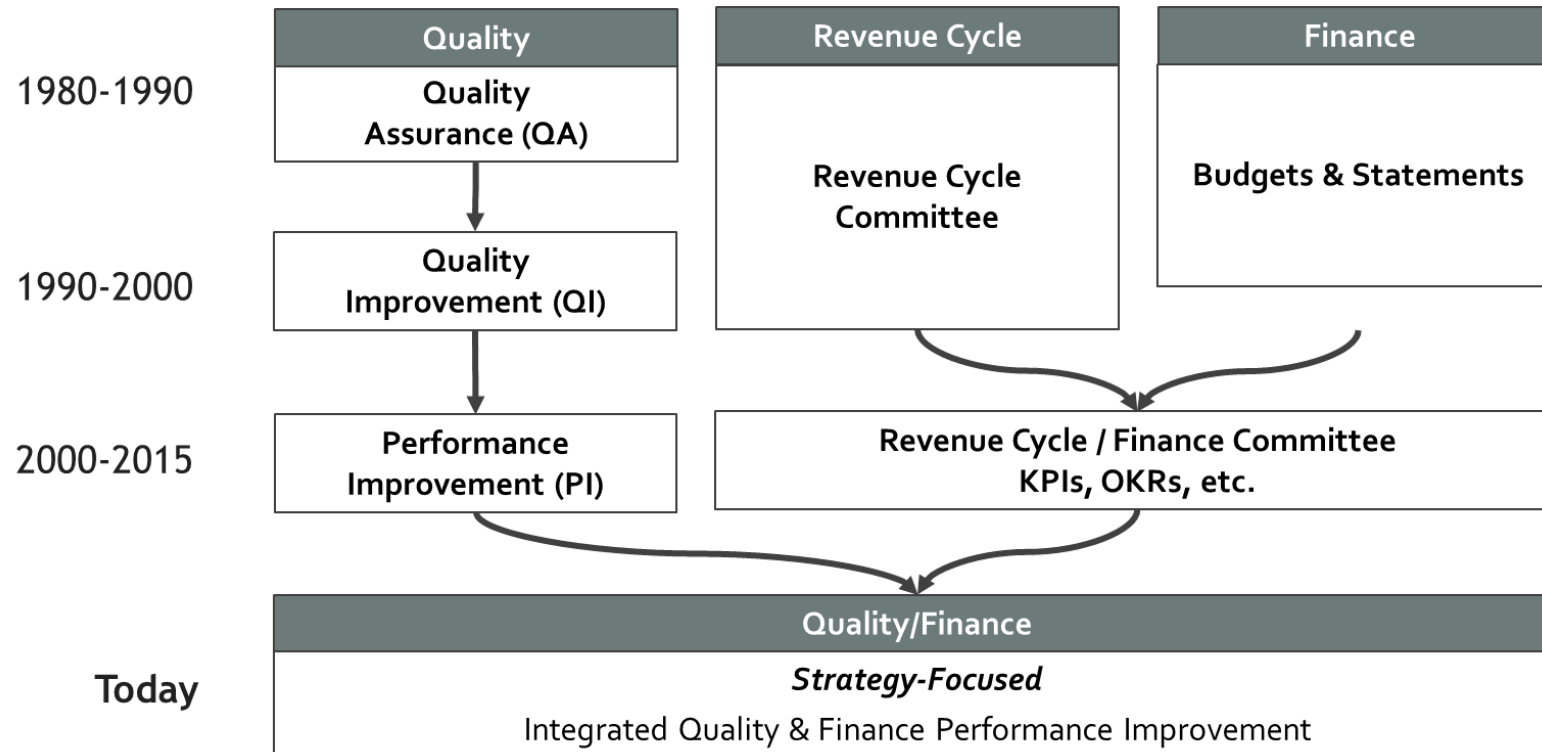 Quality
Revenue Cycle
Finance
1980-1990
Quality
Assurance (QA)
Revenue Cycle
Committee
Budgets & Statements
1990-2000
Quality
Improvement (QI)
2000-2015
Performance
Improvement (PI)
Revenue Cycle / Finance Committee
KPIs, OKRs, etc.
Quality/Finance
Today
Strategy-Focused
Integrated Quality & Finance Performance Improvement